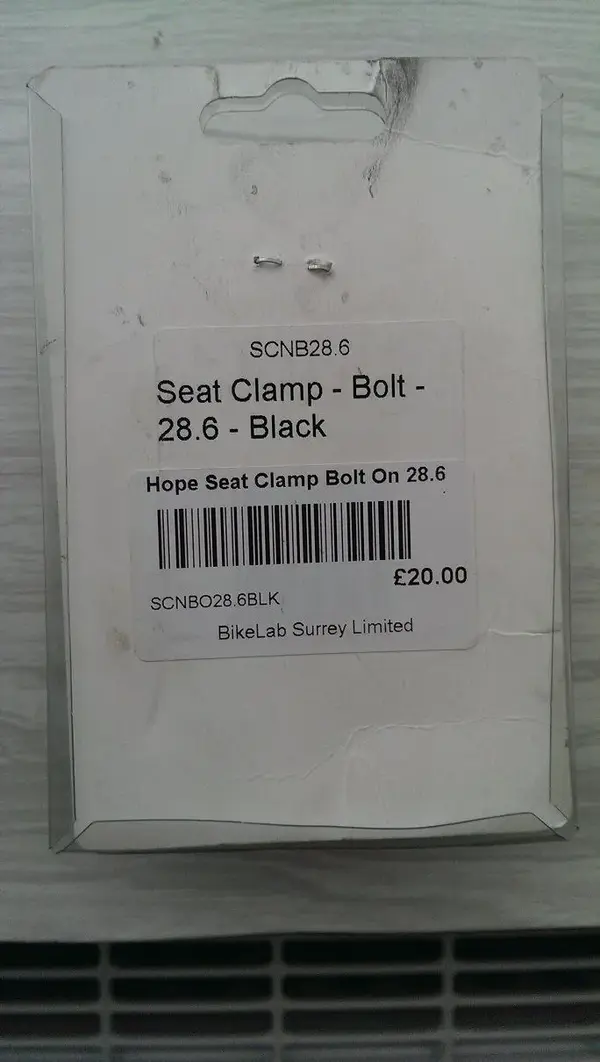 SCNB28.6
Seat Clamp - Bolt -
28.6 - Black
Hope Seat Clamp Bolt On 28.6
£20.00
SCNBO28.6BLK
BikeLab Surrey Limited